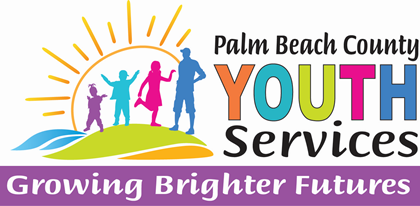 Palm Beach County
YOUTH
Services
Growing Brighter Futures